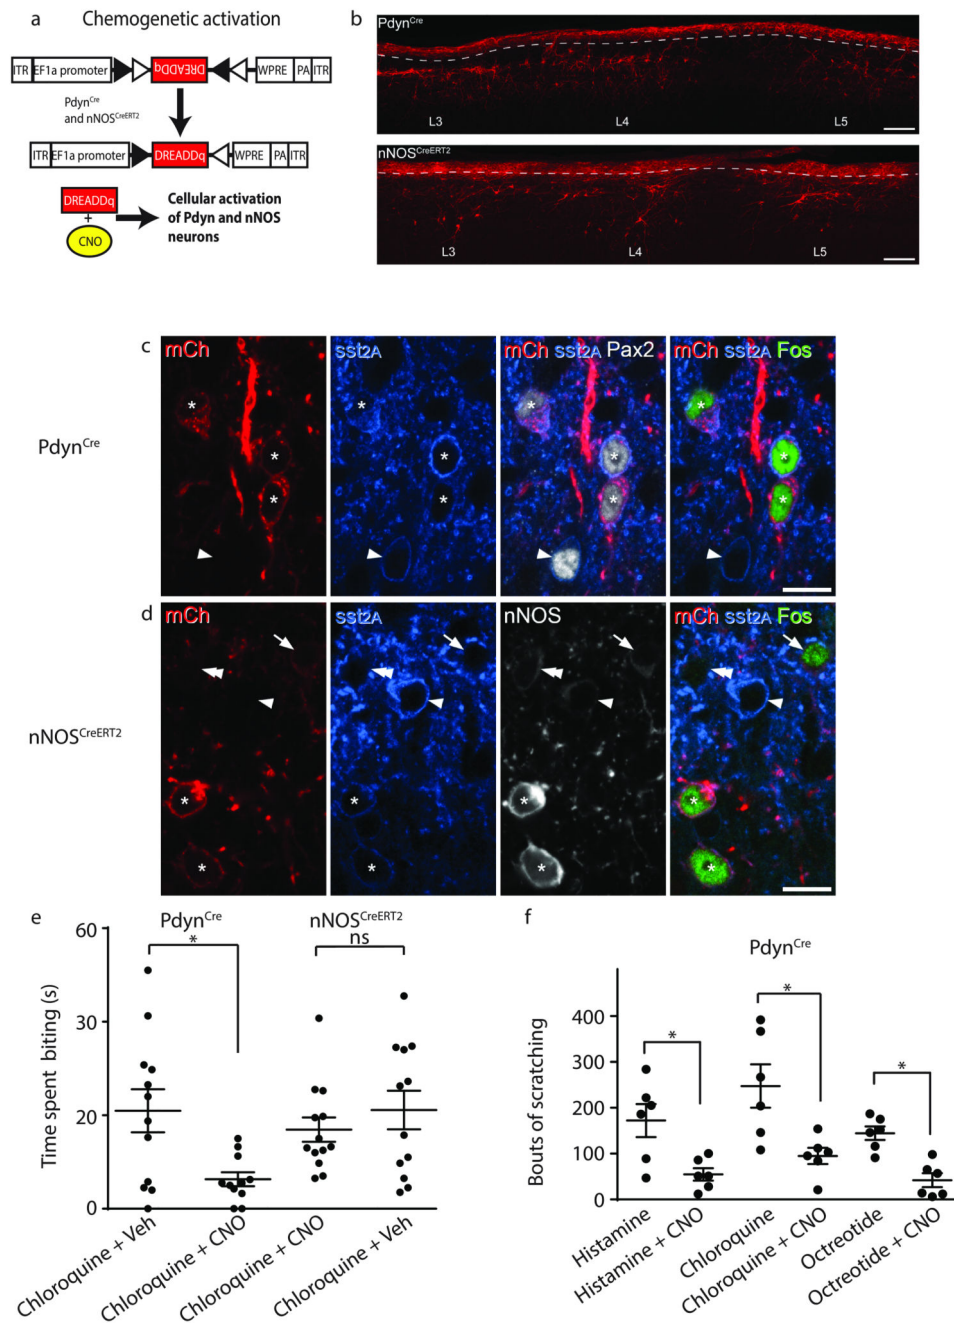 a
Chemogenetic activation
ITR EF1a promoter DREADDq WPRE PA ITR
Pdyn^Cre
and nNOS^CreERT2
ITR EF1a promoter DREADDq WPRE PA ITR
DREADDq
+
CNO
Cellular activation
of Pdyn and nNOS
neurons
b
Pdyn^Cre
L3 L4 L5
nNOS^CreERT2
L3 L4 L5
c
mCh sst2A mCh sst2A Pax2 mCh sst2A Fos
Pdyn^Cre
* * * *
* * * *
* * * *
d
mCh sst2A nNOS mCh sst2A Fos
nNOS^CreERT2
* * * *
* * * *
e
Pdyn^Cre nNOS^CreERT2
* ns
Time spent biting (s)
60
30
20
0
Chloroquine + Veh
Chloroquine + CNO
Chloroquine + CNO
Chloroquine + Veh
f
Pdyn^Cre
* * *
Bouts of scratching
400
300
200
100
0
Histamine
Histamine + CNO
Chloroquine
Chloroquine + CNO
Octreotide
Octreotide + CNO